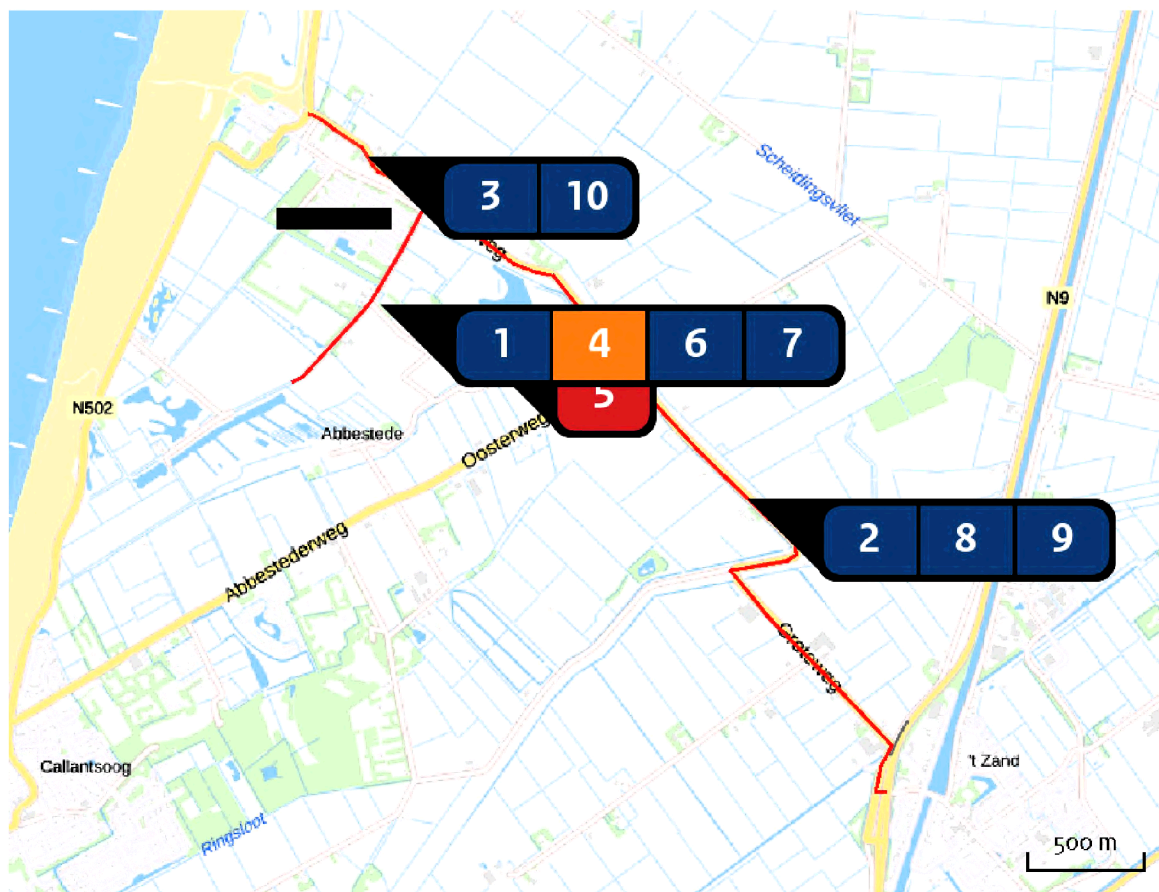 Scheidingsvliet
3 10
N9
1 4 6 7
5
N502
Abbestede
Oosterweg
2 8 9
Abbestederweg
Groteweg
't Zand
Callantsoog
Ringsloot
500 m